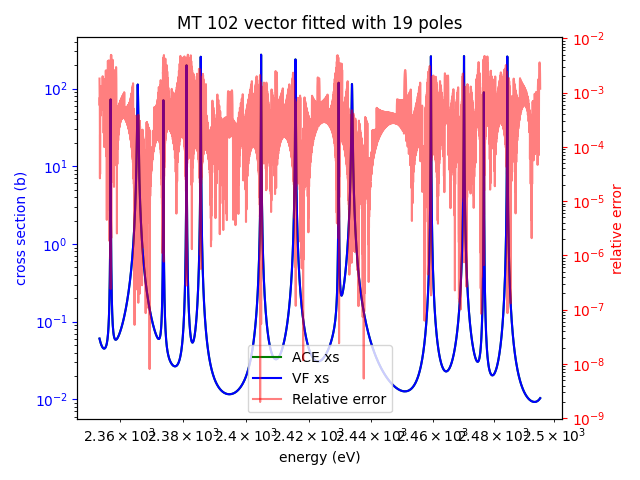 MT 102 vector fitted with 19 poles
10⁻²
10²
10⁻³
10⁻⁴
10¹
10⁻⁵
cross section (b)
relative error
10⁰
10⁻⁶
10⁻⁷
10⁻¹
10⁻⁸
ACE xs
VF xs
Relative error
10⁻²
10⁻⁹
2.36 × 10³ 2.38 × 10³ 2.4 × 10³ 2.42 × 10³ 2.44 × 10³ 2.46 × 10³ 2.48 × 10³ 2.5 × 10³
energy (eV)